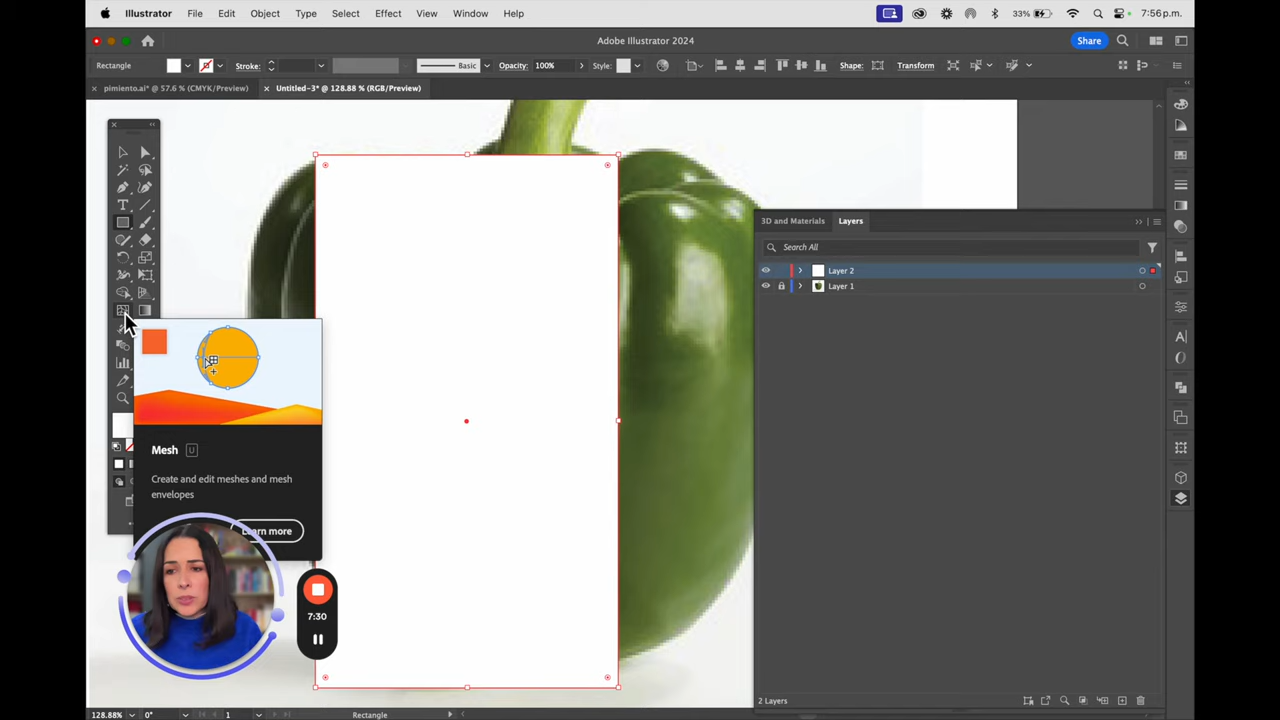 Illustrator File Edit Object Type Select Effect View Window Help
33% 7:56 p.m.
Adobe Illustrator 2024
Share
Rectangle Stroke: Basic Opacity: 100% Style: Shape: Transform
pimiento.ai* @ 57.6 % (CMYK/Preview) Untitled-3* @ 128.88 % (RGB/Preview)
3D and Materials Layers
Search All
Layer 2
Layer 1
Mesh U
Create and edit meshes and mesh
envelopes
Learn more
7:30
2 Layers
128.88% 0° 1 Rectangle